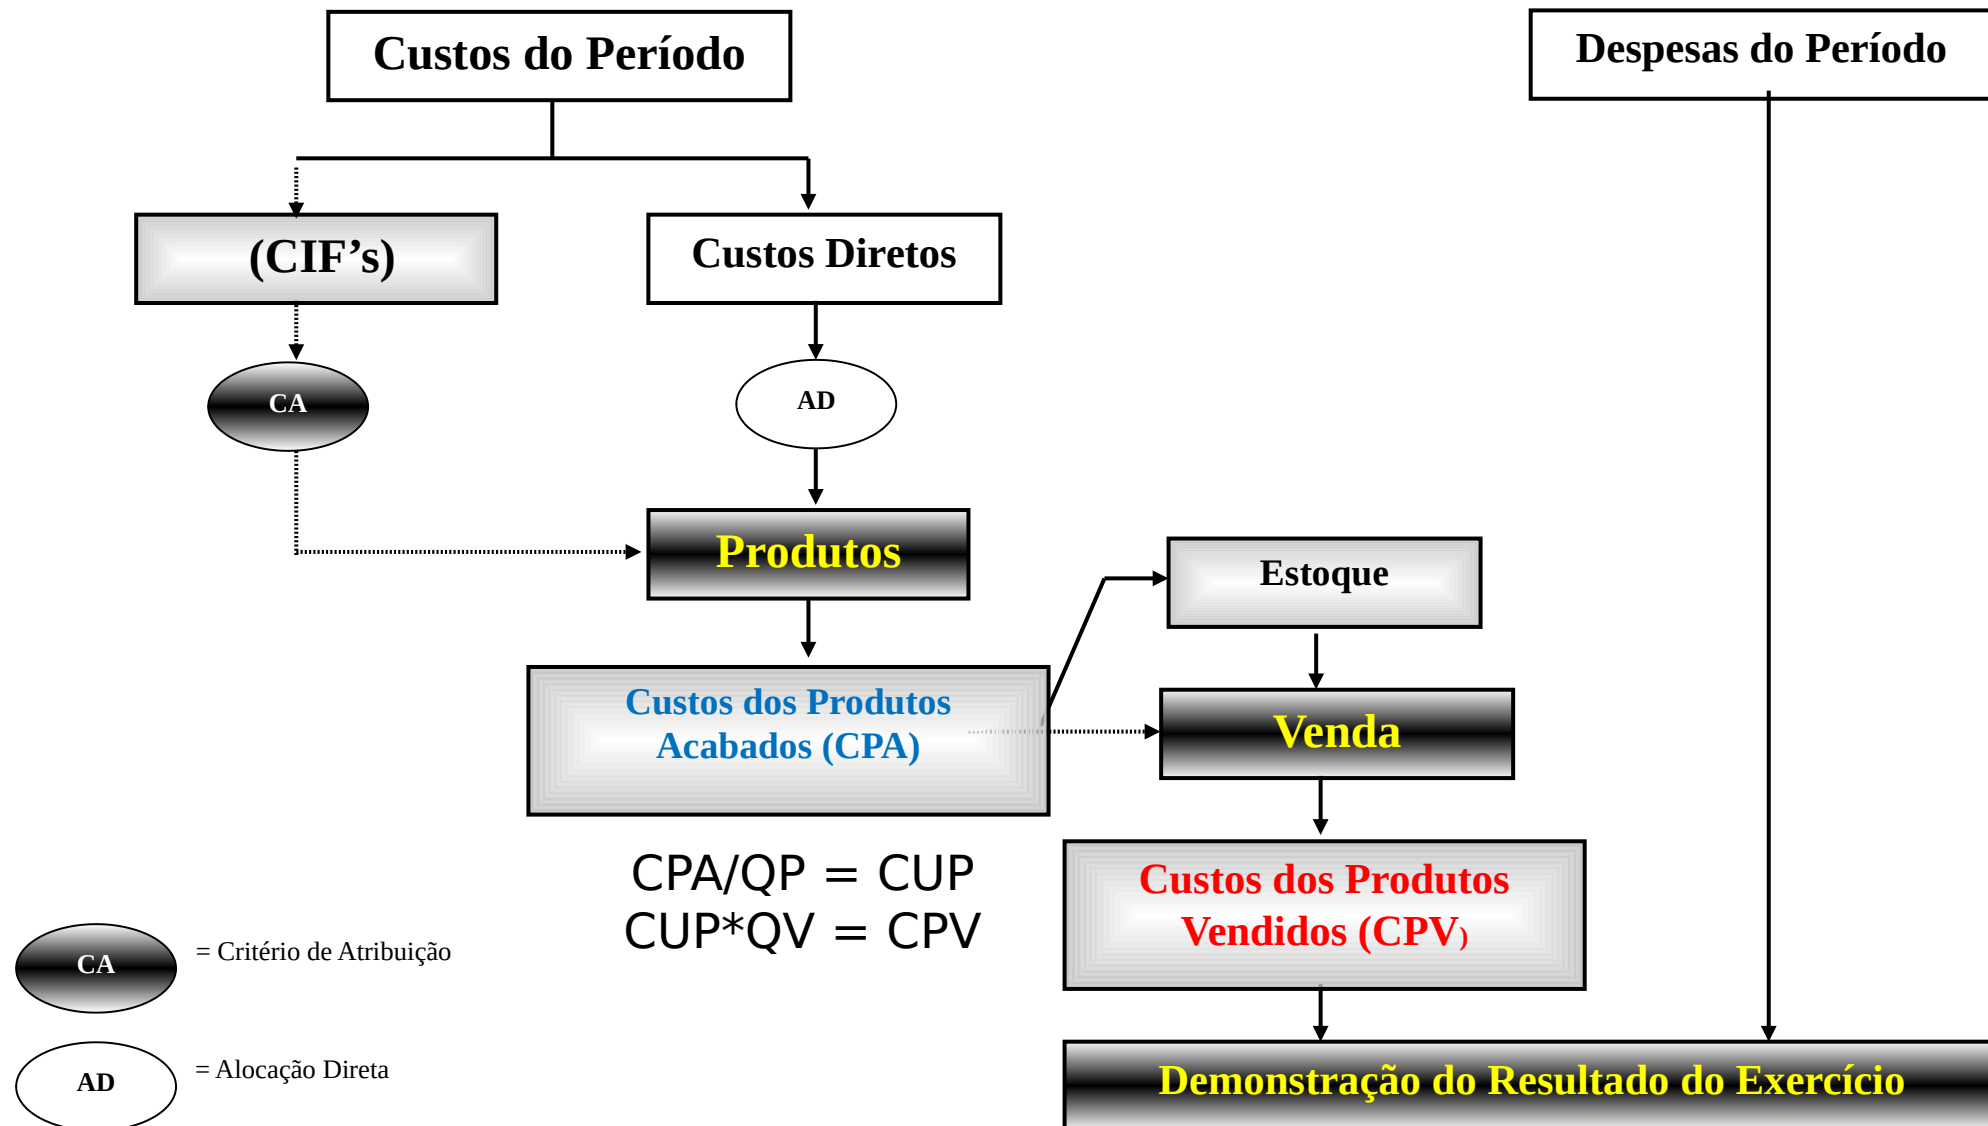 Custos do Período
Despesas do Período
(CIF’s)
Custos Diretos
CA
AD
Produtos
Estoque
Custos dos Produtos
Acabados (CPA)
Venda
CPA/QP = CUP
CUP*QV = CPV
Custos dos Produtos
Vendidos (CPV)
CA
= Critério de Atribuição
AD
= Alocação Direta
Demonstração do Resultado do Exercício